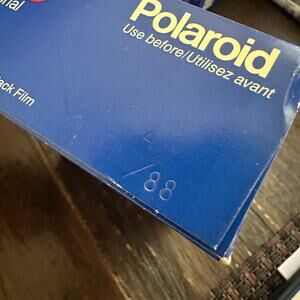 Polaroid
Use before/Utilisez avant
Film
4
/88